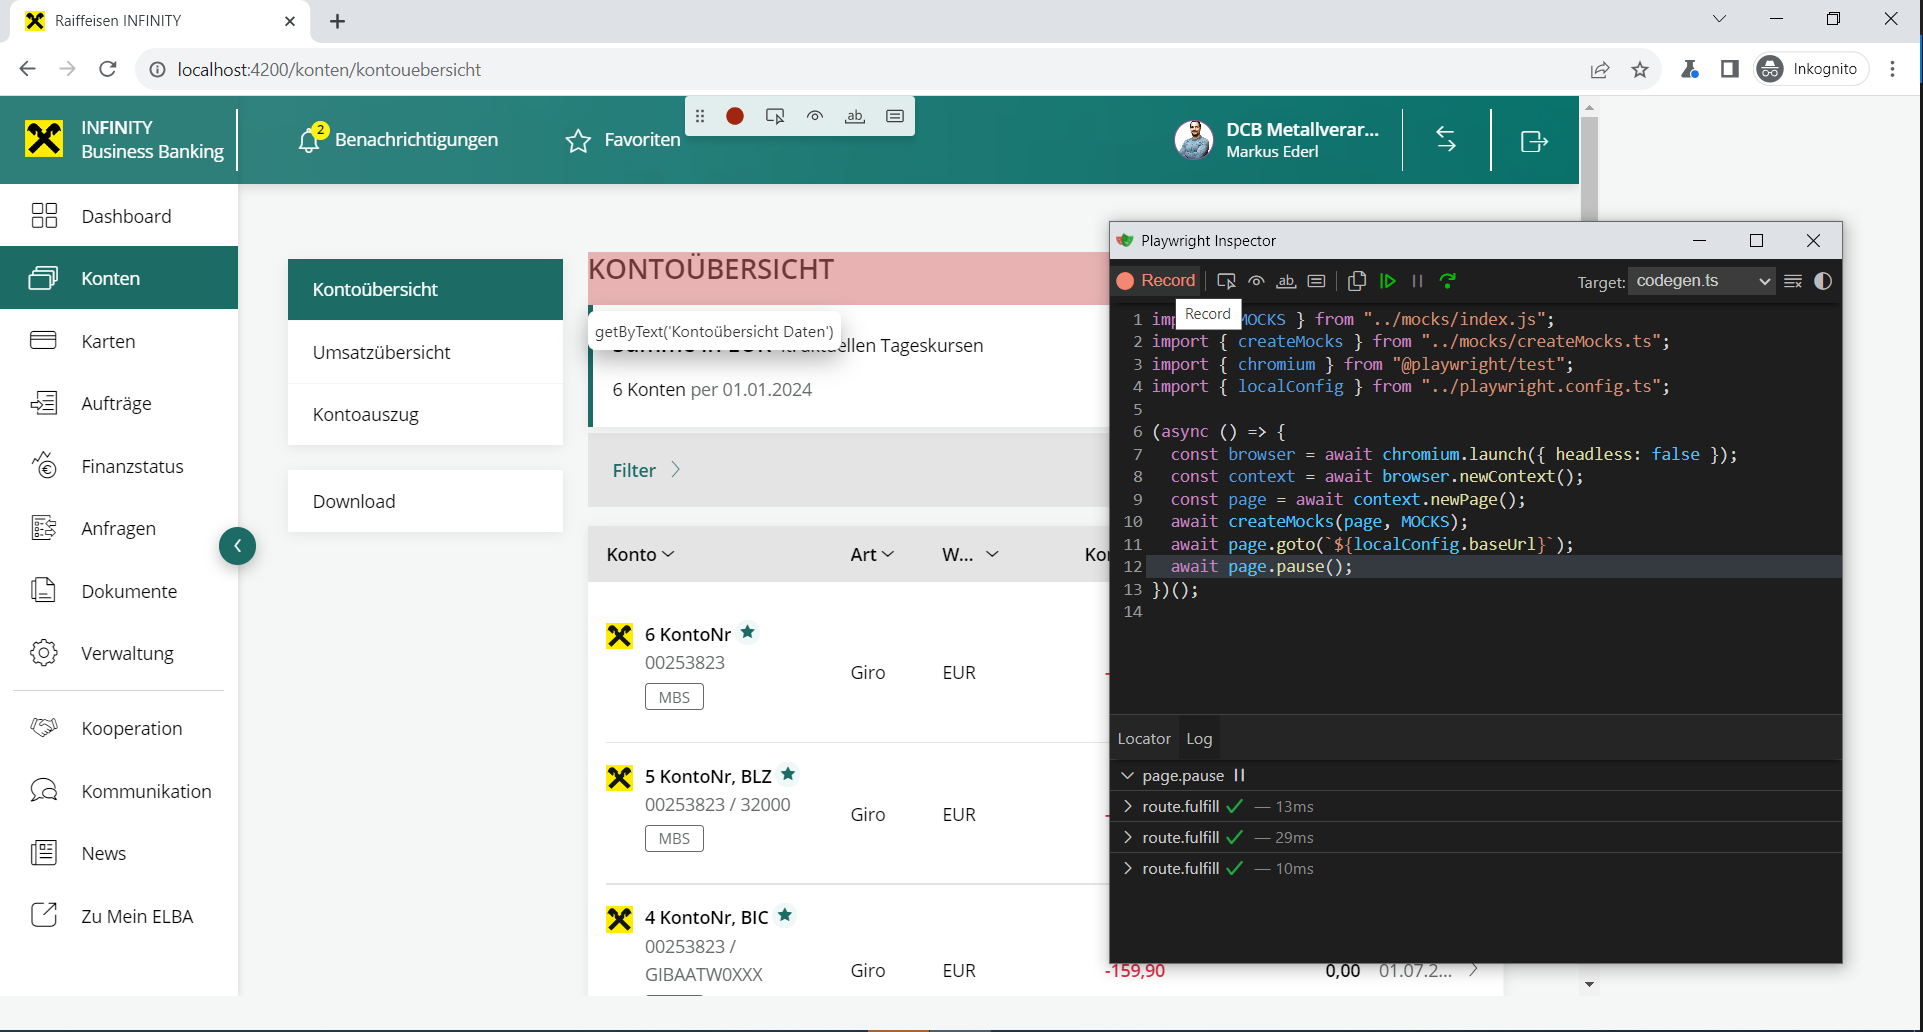 Raiffeisen INFINITY
localhost:4200/konten/kontouebersicht
Inkognito
INFINITY
Business Banking
2
Benachrichtigungen
Favoriten
ab
DCB Metallverar...
Markus Ederl
Dashboard
Konten
Karten
Aufträge
Finanzstatus
Anfragen
Dokumente
Verwaltung
Kooperation
Kommunikation
News
Zu Mein ELBA
Kontoübersicht
Umsatzübersicht
Kontoauszug
Download
KONTOÜBERSICHT
getByText('Kontoübersicht Daten')
aktuellen Tageskursen
6 Konten per 01.01.2024
Filter
Konto Art W...
6 KontoNr
00253823
MBS
Giro EUR
5 KontoNr, BLZ
00253823 / 32000
MBS
Giro EUR
4 KontoNr, BIC
00253823 /
GIBAATW0XXX
Giro EUR -159,90 0,00 01.07.2...
Playwright Inspector
Record
ab
Target: codegen.ts
Record
1 imp MOCKS } from "../mocks/index.js";
2 import { createMocks } from "../mocks/createMocks.ts";
3 import { chromium } from "@playwright/test";
4 import { localConfig } from "../playwright.config.ts";
5
6 (async () => {
7 const browser = await chromium.launch({ headless: false });
8 const context = await browser.newContext();
9 const page = await context.newPage();
10 await createMocks(page, MOCKS);
11 await page.goto(`${localConfig.baseUrl}`);
12 await page.pause();
13 })();
14
Locator Log
page.pause
route.fulfill — 13ms
route.fulfill — 29ms
route.fulfill — 10ms